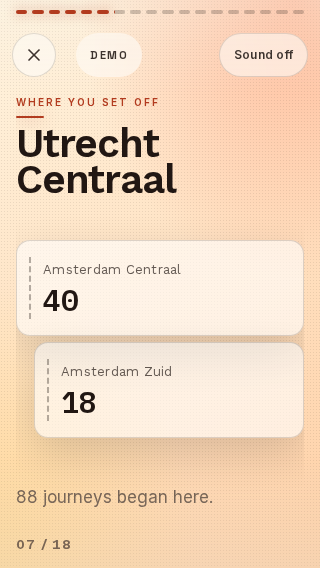 DEMO
Sound off
WHERE YOU SET OFF
Utrecht
Centraal
Amsterdam Centraal
40
Amsterdam Zuid
18
88 journeys began here.
07 / 18